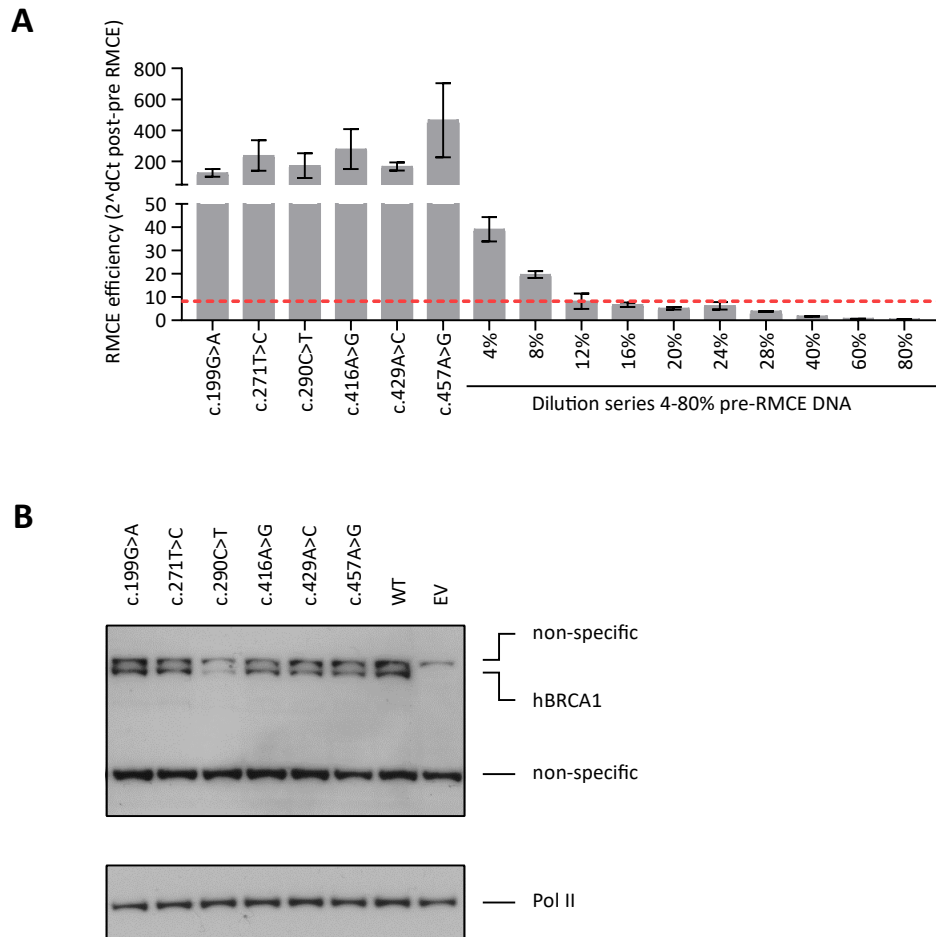 A
RMCE efficiency (2^dCt post-pre RMCE)
800
600
400
200
50
40
30
20
10
0
c.199G>A
c.271T>C
c.290C>T
c.416A>G
c.429A>C
c.457A>G
4%
8%
12%
16%
20%
24%
28%
40%
60%
80%
Dilution series 4-80% pre-RMCE DNA
B
c.199G>A
c.271T>C
c.290C>T
c.416A>G
c.429A>C
c.457A>G
WT
EV
non-specific
hBRCA1
non-specific
Pol II